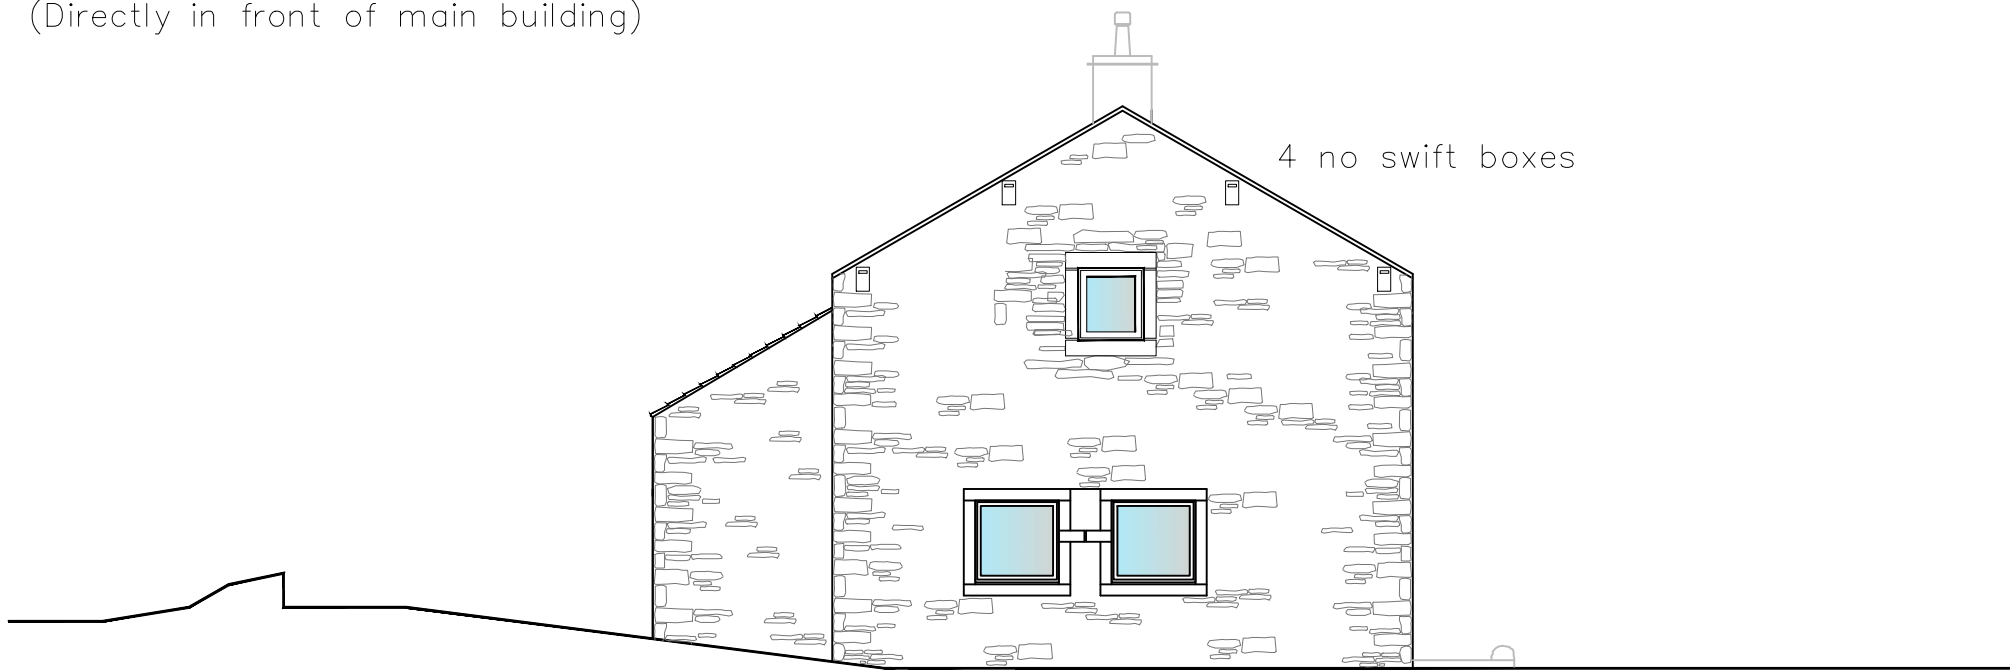 (Directly in front of main building)
4 no swift boxes